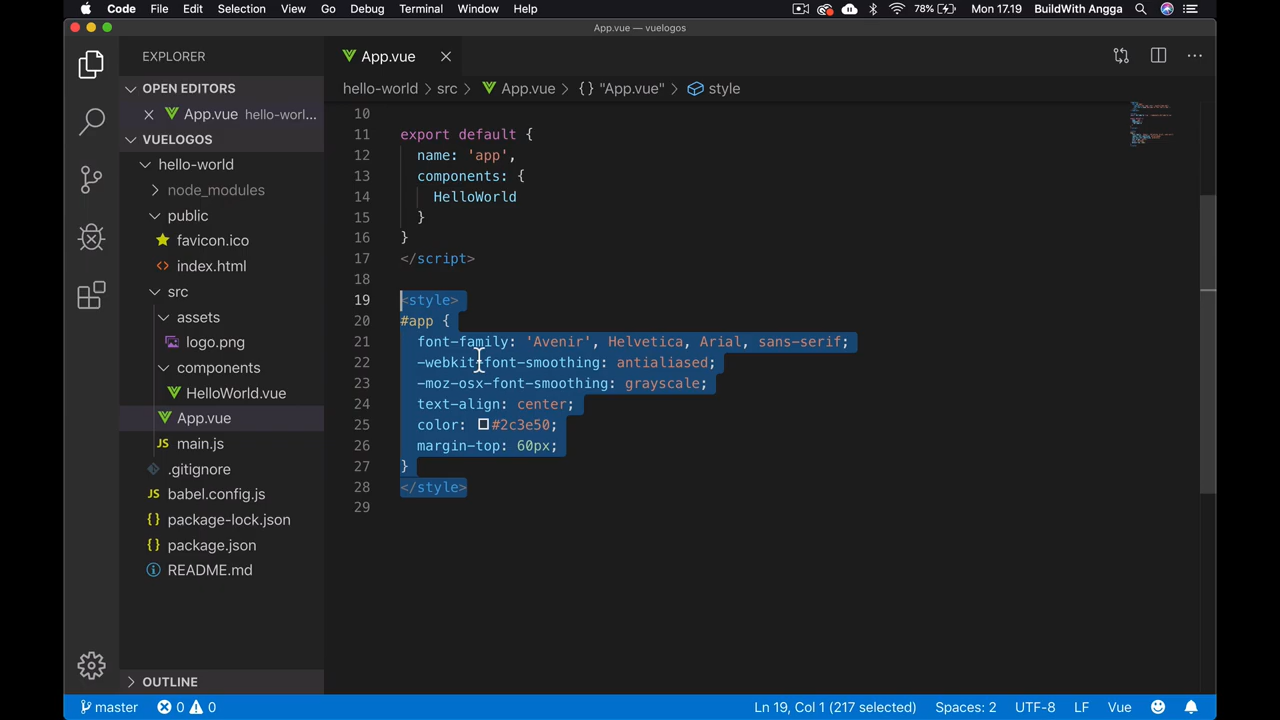 Code File Edit Selection View Go Debug Terminal Window Help 78% Mon 17.19 BuildWith Angga
App.vue — vuelogos
EXPLORER
OPEN EDITORS
App.vue hello-worl...
VUELOGOS
hello-world
node_modules
public
favicon.ico
<> index.html
src
assets
logo.png
components
HelloWorld.vue
App.vue
JS main.js
.gitignore
JS babel.config.js
{} package-lock.json
{} package.json
README.md
OUTLINE
App.vue
hello-world > src > App.vue > {} "App.vue" > style
10
11 export default {
12 name: 'app',
13 components: {
14 HelloWorld
15 }
16 }
17 </script>
18
19 <style>
20 #app {
21 font-family: 'Avenir', Helvetica, Arial, sans-serif;
22 -webkit-font-smoothing: antialiased;
23 -moz-osx-font-smoothing: grayscale;
24 text-align: center;
25 color: #2c3e50;
26 margin-top: 60px;
27 }
28 </style>
29
master 0 0 Ln 19, Col 1 (217 selected) Spaces: 2 UTF-8 LF Vue